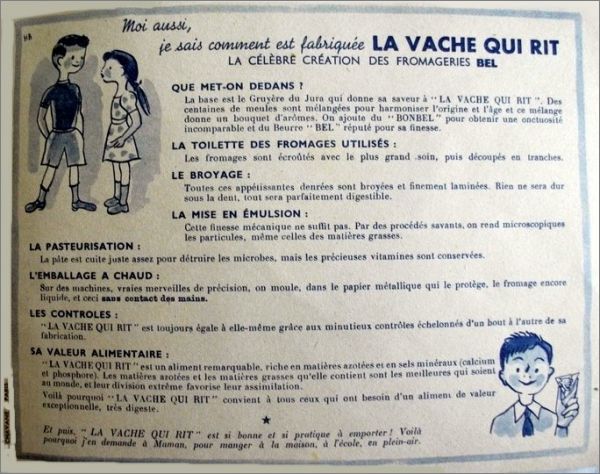 HB
Moi aussi,
je sais comment est fabriquée LA VACHE QUI RIT
LA CÉLÈBRE CRÉATION DES FROMAGERIES BEL
QUE MET-ON DEDANS ?
La base est le Gruyère du Jura qui donne sa saveur à "LA VACHE QUI RIT". Des
centaines de meules sont mélangées pour harmoniser l'origine et l'âge et ce mélange
donne un bouquet d'arômes. On ajoute du "BONBEL" pour obtenir une onctuosité
incomparable et du Beurre "BEL" réputé pour sa finesse.
LA TOILETTE DES FROMAGES UTILISÉS :
Les fromages sont écroûtés avec le plus grand soin, puis découpés en tranches.
LE BROYAGE :
Toutes ces appétissantes denrées sont broyées et finement laminées. Rien ne sera dur
sous la dent, tout sera parfaitement digestible.
LA MISE EN ÉMULSION :
Cette finesse mécanique ne suffit pas. Par des procédés savants, on rend microscopiques
les particules, même celles des matières grasses.
LA PASTEURISATION :
La pâte est cuite juste assez pour détruire les microbes, mais les précieuses vitamines sont conservées.
L'EMBALLAGE A CHAUD :
Sur des machines, vraies merveilles de précision, on moule, dans le papier métallique qui le protège, le fromage encore
liquide, et ceci sans contact des mains.
LES CONTROLES :
"LA VACHE QUI RIT" est toujours égale à elle-même grâce aux minutieux contrôles échelonnés d'un bout à l'autre de sa
fabrication.
SA VALEUR ALIMENTAIRE :
"LA VACHE QUI RIT" est un aliment remarquable, riche en matières azotées et en sels minéraux (calcium
et phosphore). Les matières azotées et les matières grasses qu'elle contient sont les meilleures qui soient
au monde, et leur division extrême favorise leur assimilation.
Voilà pourquoi "LA VACHE QUI RIT" convient à tous ceux qui ont besoin d'un aliment de valeur
exceptionnelle, très digeste.
Et puis, "LA VACHE QUI RIT" est si bonne et si pratique à emporter ! Voilà
pourquoi j'en demande à Maman, pour manger à la maison, à l'école, en plein-air.
CHAVANE PARIS